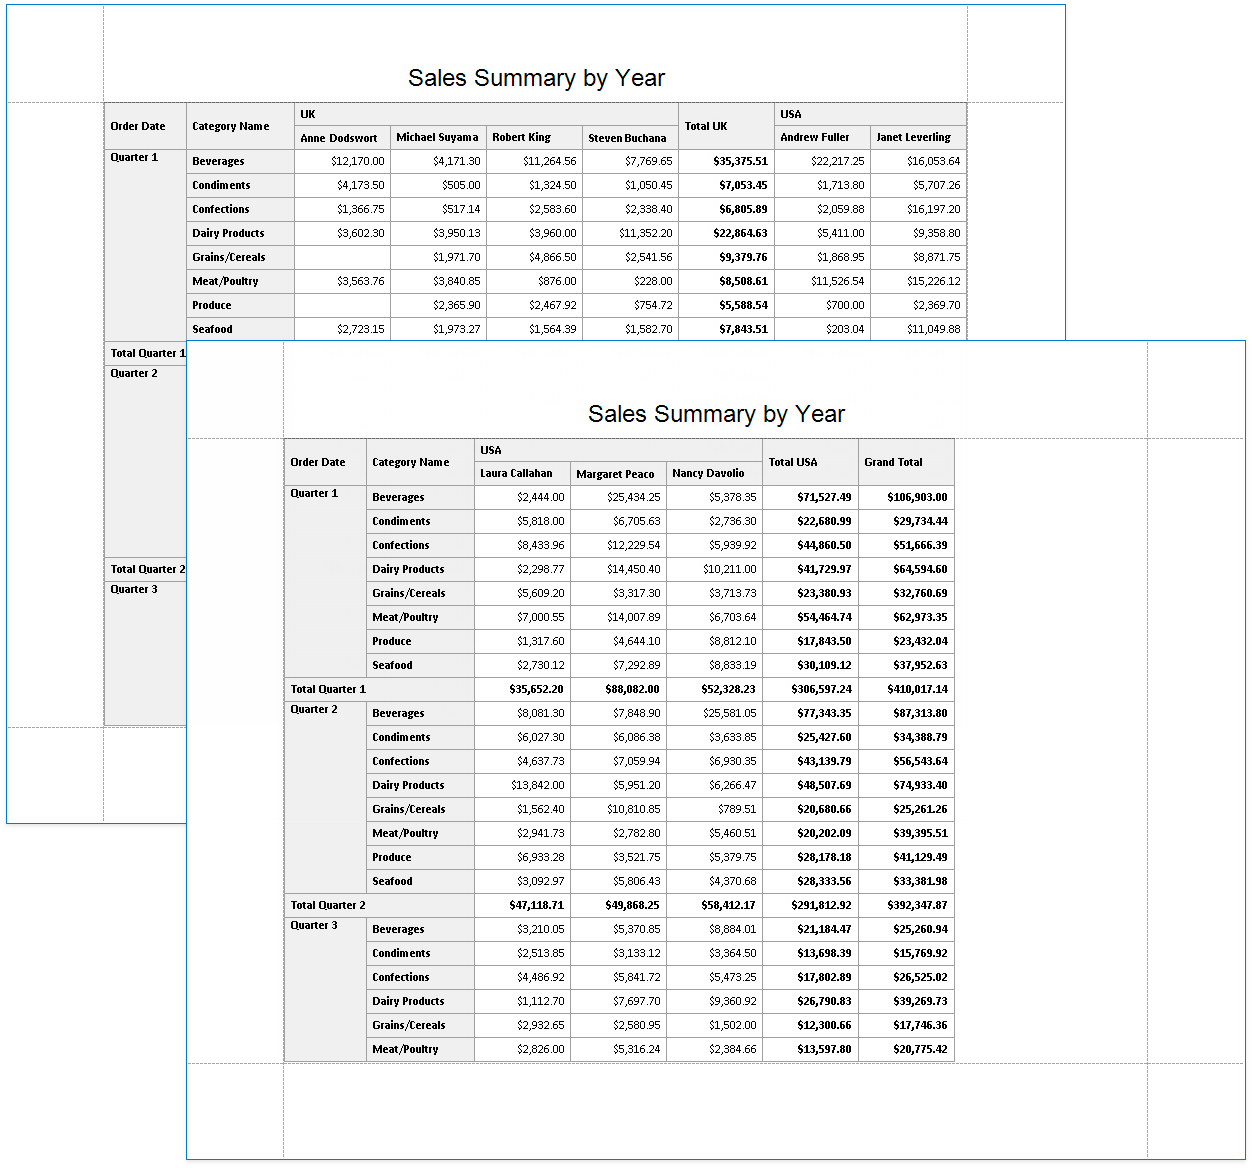 Sales Summary by Year
Order Date Category Name UK Total UK USA
Anne Dodswort Michael Suyama Robert King Steven Buchana Andrew Fuller Janet Leverling
Quarter 1 Beverages $12,170.00 $4,171.30 $11,264.56 $7,769.65 $35,375.51 $22,217.25 $16,053.64
Condiments $4,173.50 $505.00 $1,324.50 $1,050.45 $7,053.45 $1,713.80 $5,707.26
Confections $1,366.75 $517.14 $2,583.60 $2,338.40 $6,805.89 $2,059.88 $16,197.20
Dairy Products $3,602.30 $3,950.13 $3,960.00 $11,352.20 $22,864.63 $5,411.00 $9,358.80
Grains/Cereals $1,971.70 $4,866.50 $2,541.56 $9,379.76 $1,868.95 $8,871.75
Meat/Poultry $3,563.76 $3,840.85 $876.00 $228.00 $8,508.61 $11,526.54 $15,226.12
Produce $2,365.90 $2,467.92 $754.72 $5,588.54 $700.00 $2,369.70
Seafood $2,723.15 $1,973.27 $1,564.39 $1,582.70 $7,843.51 $203.04 $11,049.88
Total Quarter 1
Quarter 2
Total Quarter 2
Quarter 3
Sales Summary by Year
Order Date Category Name USA Total USA Grand Total
Laura Callahan Margaret Peaco Nancy Davolio
Quarter 1 Beverages $2,444.00 $25,434.25 $5,378.35 $71,527.49 $106,903.00
Condiments $5,818.00 $6,705.63 $2,736.30 $22,680.99 $29,734.44
Confections $8,433.96 $12,229.54 $5,939.92 $44,860.50 $51,666.39
Dairy Products $2,298.77 $14,450.40 $10,211.00 $41,729.97 $64,594.60
Grains/Cereals $5,609.20 $3,317.30 $3,713.73 $23,380.93 $32,760.69
Meat/Poultry $7,000.55 $14,007.89 $6,703.64 $54,464.74 $62,973.35
Produce $1,317.60 $4,644.10 $8,812.10 $17,843.50 $23,432.04
Seafood $2,730.12 $7,292.89 $8,833.19 $30,109.12 $37,952.63
Total Quarter 1 $35,652.20 $88,082.00 $52,328.23 $306,597.24 $410,017.14
Quarter 2 Beverages $8,081.30 $7,848.90 $25,581.05 $77,343.35 $87,313.80
Condiments $6,027.30 $6,086.38 $3,633.85 $25,427.60 $34,388.79
Confections $4,637.73 $7,059.94 $6,930.35 $43,139.79 $56,543.64
Dairy Products $13,842.00 $5,951.20 $6,266.47 $48,507.69 $74,933.40
Grains/Cereals $1,562.40 $10,810.85 $789.51 $20,680.66 $25,261.26
Meat/Poultry $2,941.73 $2,782.80 $5,460.51 $20,202.09 $39,395.51
Produce $6,933.28 $3,521.75 $5,379.75 $28,178.18 $41,129.49
Seafood $3,092.97 $5,806.43 $4,370.68 $28,333.56 $33,381.98
Total Quarter 2 $47,118.71 $49,868.25 $58,412.17 $291,812.92 $392,347.87
Quarter 3 Beverages $3,210.05 $5,370.85 $8,884.01 $21,184.47 $25,260.94
Condiments $2,513.85 $3,133.12 $3,364.50 $13,698.39 $15,769.92
Confections $4,486.92 $5,841.72 $5,473.25 $17,802.89 $26,525.02
Dairy Products $1,112.70 $7,697.70 $9,360.92 $26,790.83 $39,269.73
Grains/Cereals $2,932.65 $2,580.95 $1,502.00 $12,300.66 $17,746.36
Meat/Poultry $2,826.00 $5,316.24 $2,384.66 $13,597.80 $20,775.42